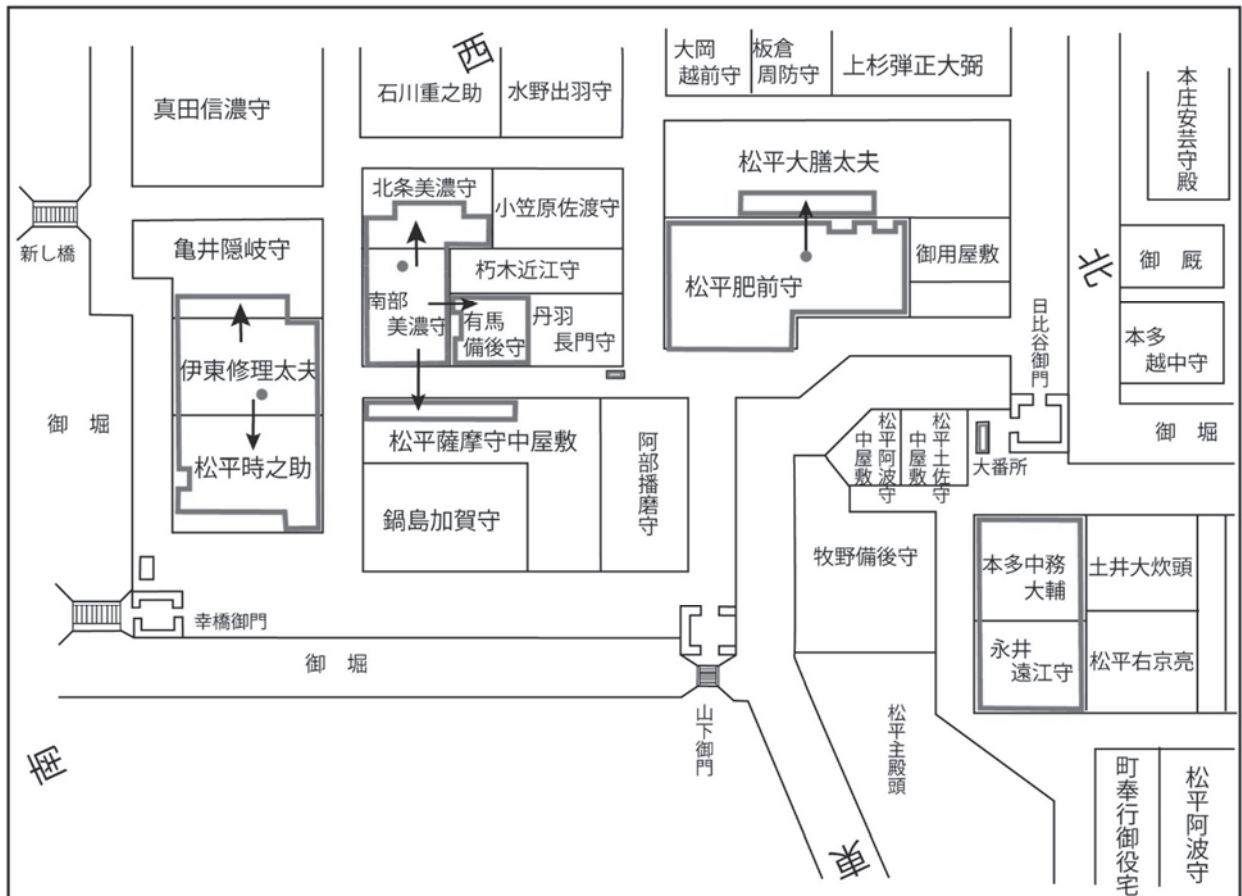 西
大岡
越前守
板倉
周防守
上杉弾正大弼
本庄安芸守殿
真田信濃守
石川重之助
水野出羽守
松平大膳太夫
北条美濃守
小笠原佐渡守
新し橋
亀井隠岐守
朽木近江守
松平肥前守
御用屋敷
北
御厩
南部
美濃守
有馬
備後守
丹羽
長門守
日比谷御門
本多
越中守
伊東修理太夫
御堀
松平時之助
松平薩摩守中屋敷
阿部播磨守
松平阿波守
中屋敷
松平土佐守
中屋敷
大番所
御堀
鍋島加賀守
牧野備後守
本多中務
大輔
土井大炊頭
幸橋御門
御堀
永井
遠江守
松平右京亮
山下御門
松平主殿頭
南
東
町奉行御役宅
松平阿波守